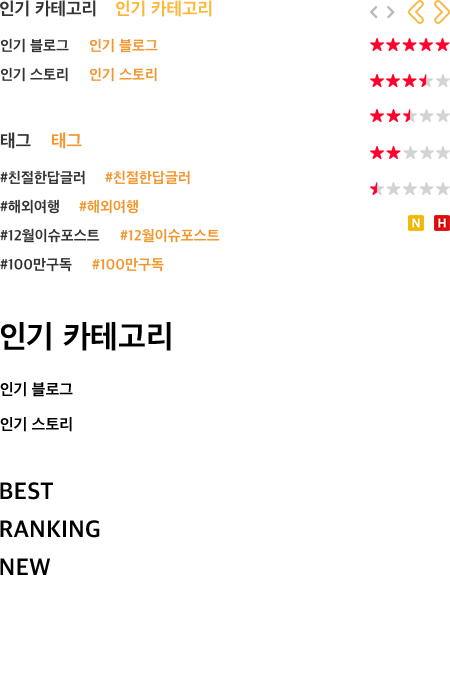 인기 카테고리 인기 카테고리
인기 블로그 인기 블로그
인기 스토리 인기 스토리
태그 태그
#친절한답글러 #친절한답글러
#해외여행 #해외여행
#12월이슈포스트 #12월이슈포스트
N H
#100만구독 #100만구독
인기 카테고리
인기 블로그
인기 스토리
BEST
RANKING
NEW